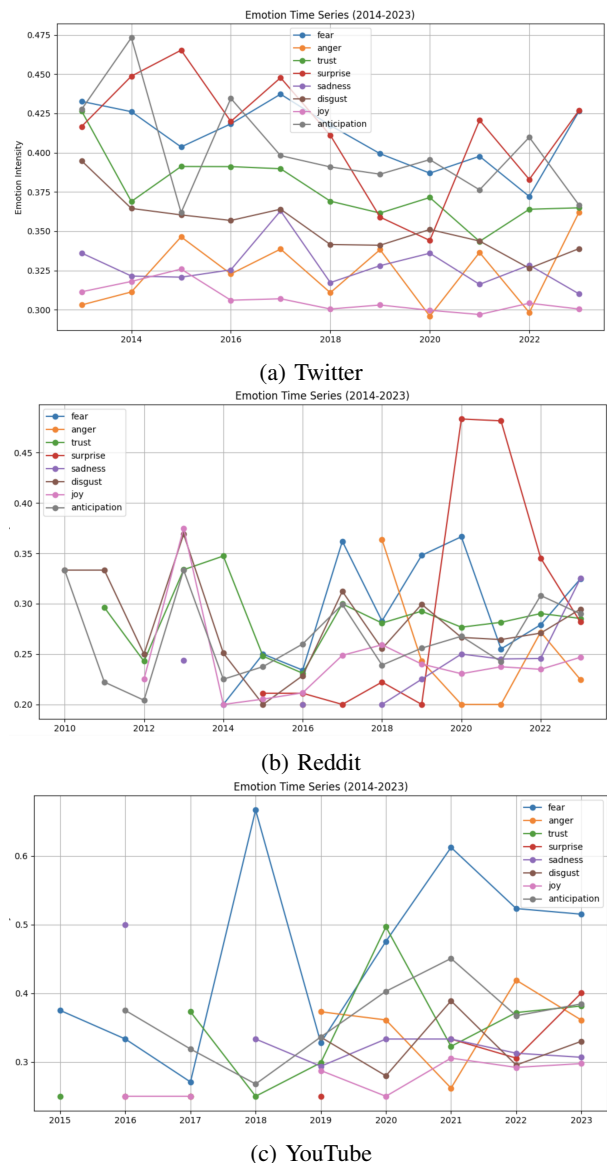 Emotion Time Series (2014-2023)
fear
anger
trust
surprise
sadness
disgust
joy
anticipation
Emotion Intensity
0.475
0.450
0.425
0.400
0.375
0.350
0.325
0.300
2014 2016 2018 2020 2022
(a) Twitter
Emotion Time Series (2014-2023)
fear
anger
trust
surprise
sadness
disgust
joy
anticipation
0.45
0.40
0.35
0.30
0.25
0.20
2010 2012 2014 2016 2018 2020 2022
(b) Reddit
Emotion Time Series (2014-2023)
fear
anger
trust
surprise
sadness
disgust
joy
anticipation
0.6
0.5
0.4
0.3
2015 2016 2017 2018 2019 2020 2021 2022 2023
(c) YouTube